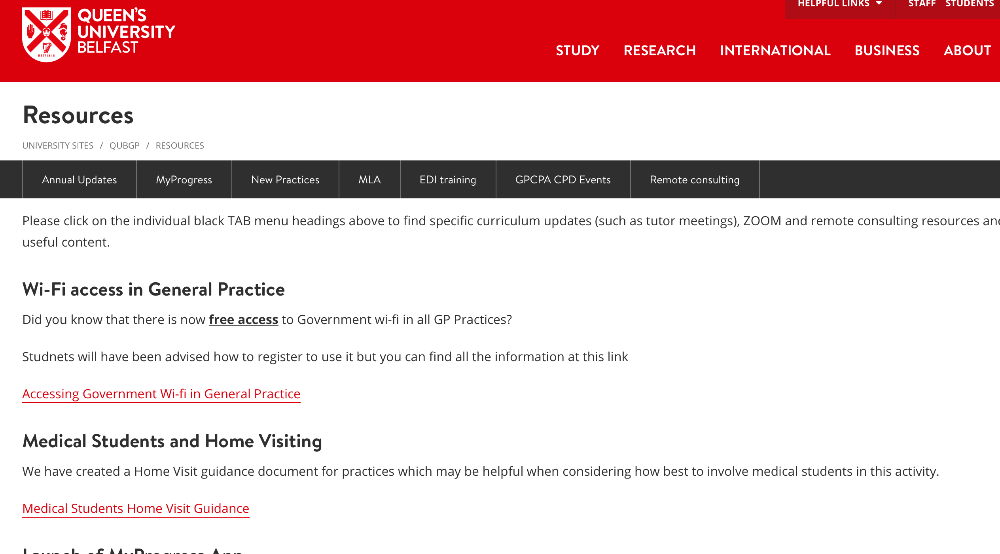 HELPFUL LINKS STAFF STUDENTS
QUEEN'S
UNIVERSITY
BELFAST
ESTD1845
STUDY RESEARCH INTERNATIONAL BUSINESS ABOUT
Resources
UNIVERSITY SITES / QUBGP / RESOURCES
Annual Updates MyProgress New Practices MLA EDI training GPCPA CPD Events Remote consulting
Please click on the individual black TAB menu headings above to find specific curriculum updates (such as tutor meetings), ZOOM and remote consulting resources and
useful content.
Wi-Fi access in General Practice
Did you know that there is now free access to Government wi-fi in all GP Practices?
Studnets will have been advised how to register to use it but you can find all the information at this link
Accessing Government Wi-fi in General Practice
Medical Students and Home Visiting
We have created a Home Visit guidance document for practices which may be helpful when considering how best to involve medical students in this activity.
Medical Students Home Visit Guidance
Launch of MyProgress App